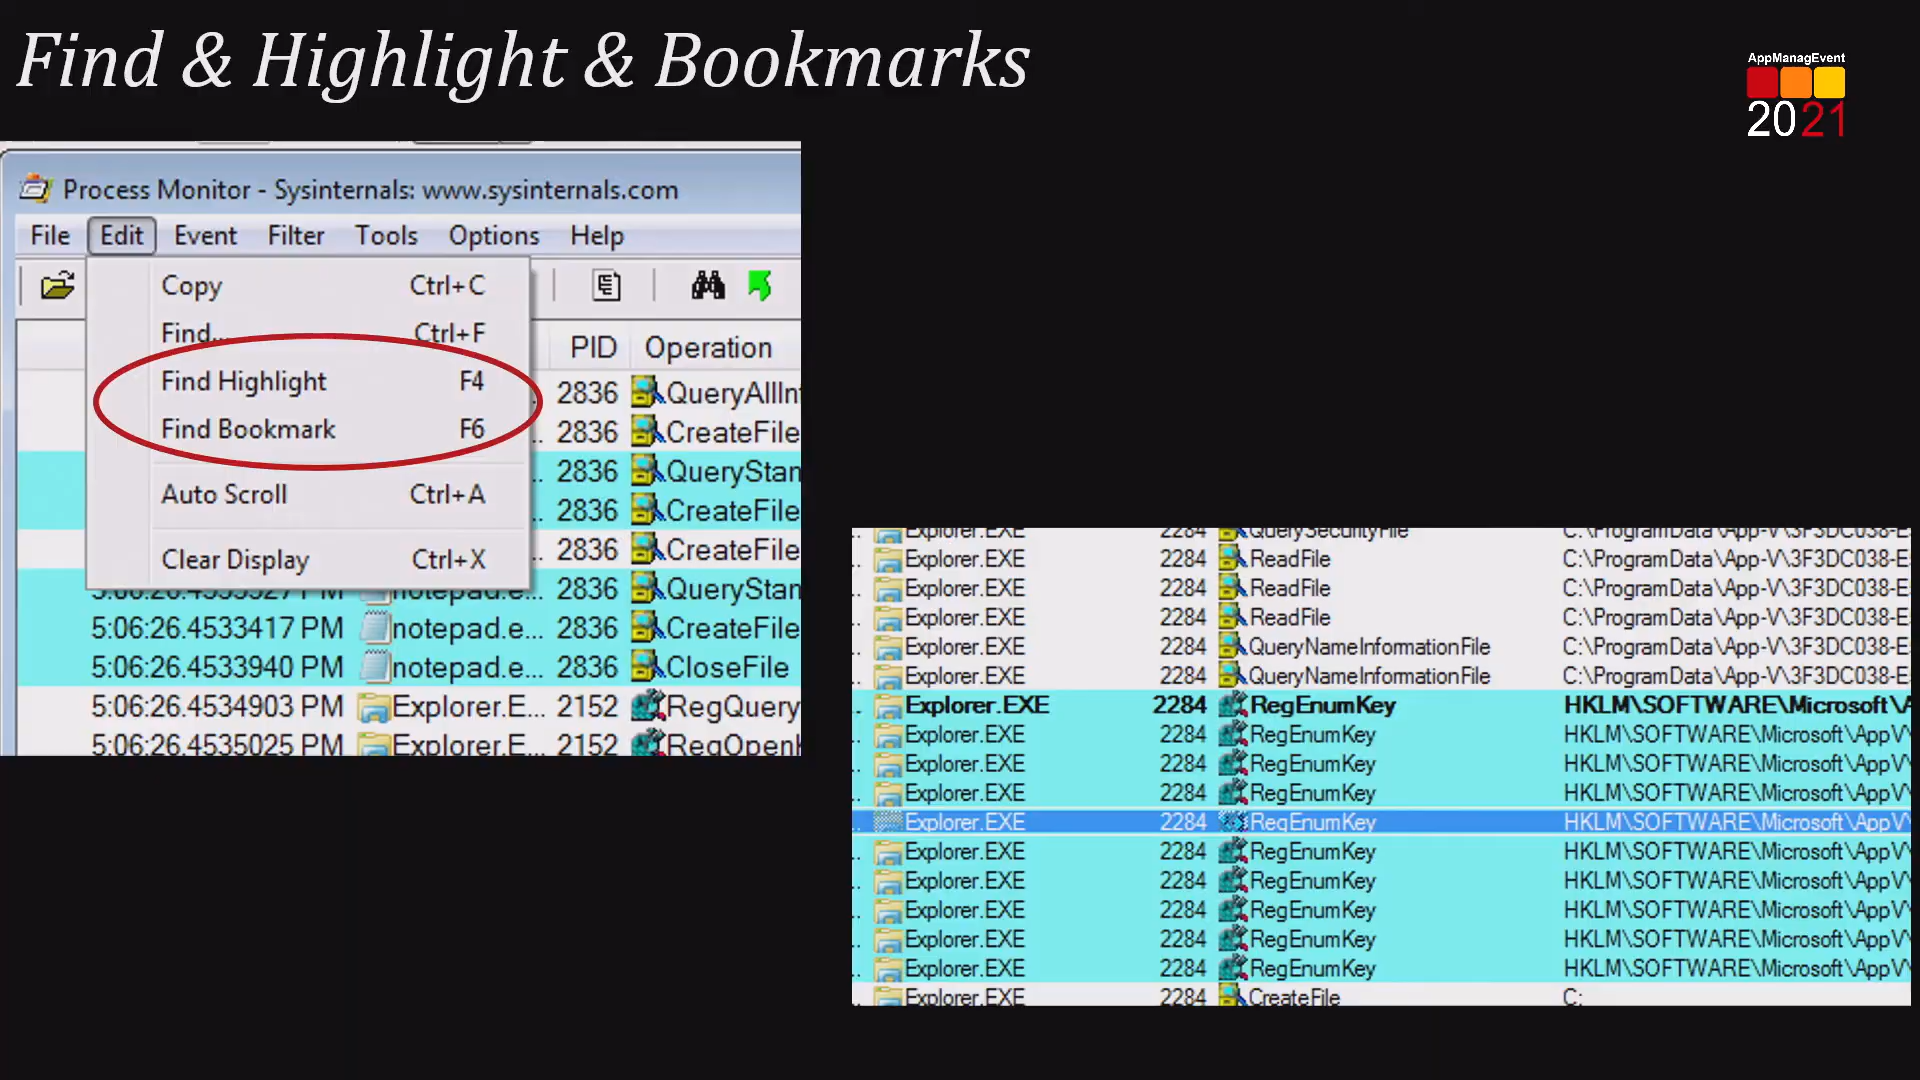 Find & Highlight & Bookmarks
AppManagEvent
2021
Process Monitor - Sysinternals: www.sysinternals.com
File Edit Event Filter Tools Options Help
Copy Ctrl+C
Find... Ctrl+F
Find Highlight F4
Find Bookmark F6
Auto Scroll Ctrl+A
Clear Display Ctrl+X
PID Operation
2836 QueryAllInf
2836 CreateFile
2836 QueryStan
2836 CreateFile
2836 CreateFile
2836 QueryStan
5:06:26.4533417 PM notepad.e... 2836 CreateFile
5:06:26.4533940 PM notepad.e... 2836 CloseFile
5:06:26.4534903 PM Explorer.E... 2152 RegQuery
5:06:26.4535025 PM Explorer.E... 2152 RegOpenK
Explorer.EXE 2284 QuerySecurityFile C:\ProgramData\App-V\3F3DC038-E
Explorer.EXE 2284 ReadFile C:\ProgramData\App-V\3F3DC038-E
Explorer.EXE 2284 ReadFile C:\ProgramData\App-V\3F3DC038-E
Explorer.EXE 2284 ReadFile C:\ProgramData\App-V\3F3DC038-E
Explorer.EXE 2284 QueryNameInformationFile C:\ProgramData\App-V\3F3DC038-E
Explorer.EXE 2284 QueryNameInformationFile C:\ProgramData\App-V\3F3DC038-E
Explorer.EXE 2284 RegEnumKey HKLM\SOFTWARE\Microsoft\A
Explorer.EXE 2284 RegEnumKey HKLM\SOFTWARE\Microsoft\AppV\
Explorer.EXE 2284 RegEnumKey HKLM\SOFTWARE\Microsoft\AppV\
Explorer.EXE 2284 RegEnumKey HKLM\SOFTWARE\Microsoft\AppV\
Explorer.EXE 2284 RegEnumKey HKLM\SOFTWARE\Microsoft\AppV\
Explorer.EXE 2284 RegEnumKey HKLM\SOFTWARE\Microsoft\AppV\
Explorer.EXE 2284 RegEnumKey HKLM\SOFTWARE\Microsoft\AppV\
Explorer.EXE 2284 RegEnumKey HKLM\SOFTWARE\Microsoft\AppV\
Explorer.EXE 2284 RegEnumKey HKLM\SOFTWARE\Microsoft\AppV\
Explorer.EXE 2284 RegEnumKey HKLM\SOFTWARE\Microsoft\AppV\
Explorer.EXE 2284 CreateFile C: